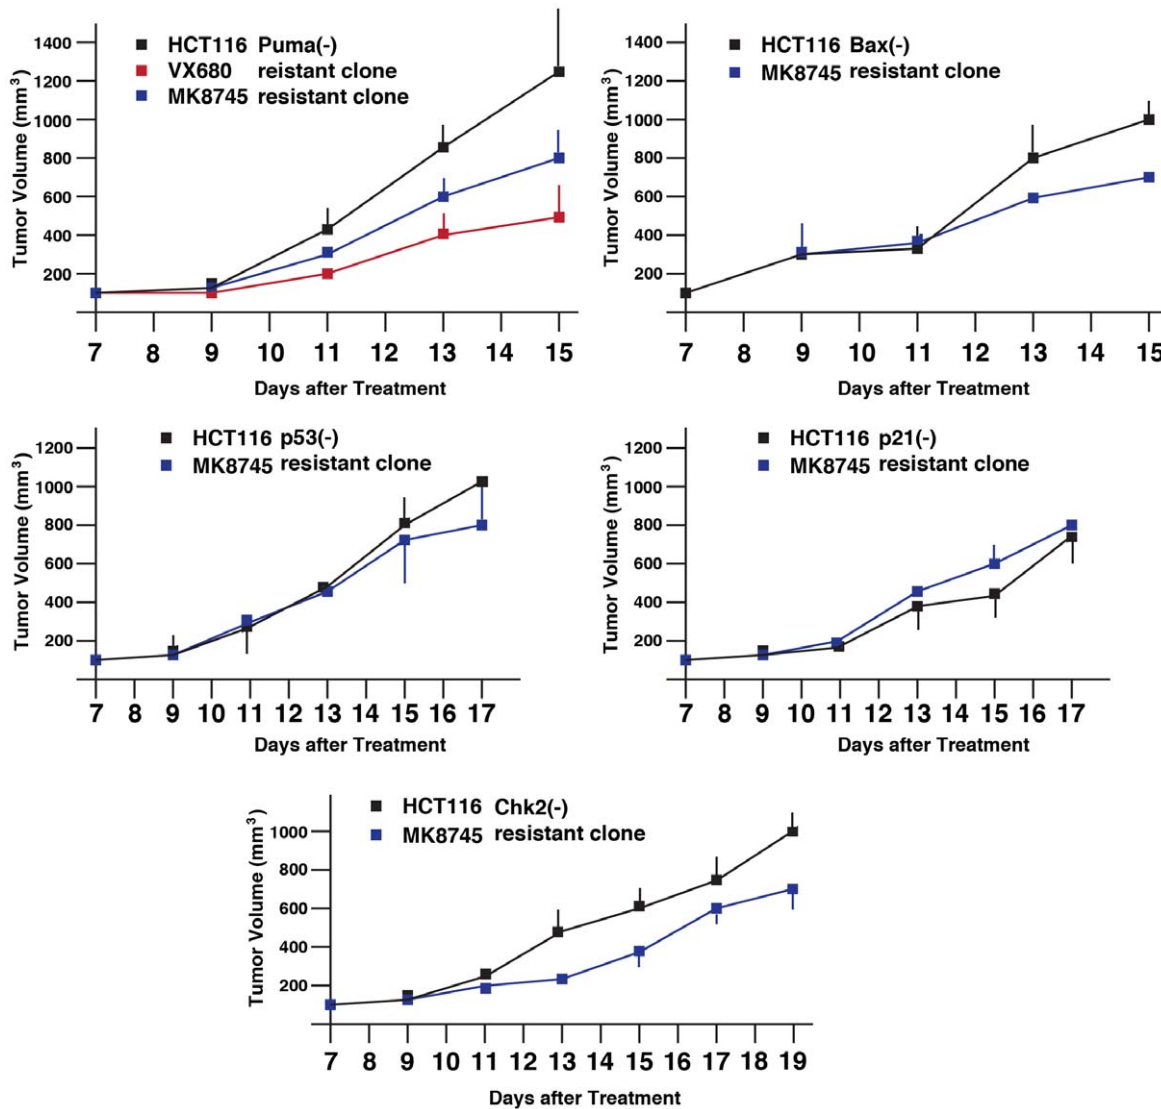 Tumor Volume (mm3)
1400
1200
1000
800
600
400
200
HCT116 Puma(-)
VX680 reistant clone
MK8745 resistant clone
7 8 9 10 11 12 13 14 15
Days after Treatment
Tumor Volume (mm3)
1400
1200
1000
800
600
400
200
HCT116 Bax(-)
MK8745 resistant clone
7 8 9 10 11 12 13 14 15
Days after Treatment
Tumor Volume (mm3)
1200
1000
800
600
400
200
HCT116 p53(-)
MK8745 resistant clone
7 8 9 10 11 12 13 14 15 16 17
Days after Treatment
Tumor Volume (mm3)
1200
1000
800
600
400
200
HCT116 p21(-)
MK8745 resistant clone
7 8 9 10 11 12 13 14 15 16 17
Days after Treatment
Tumor Volume (mm3)
1000
800
600
400
200
HCT116 Chk2(-)
MK8745 resistant clone
7 8 9 10 11 12 13 14 15 16 17 18 19
Days after Treatment